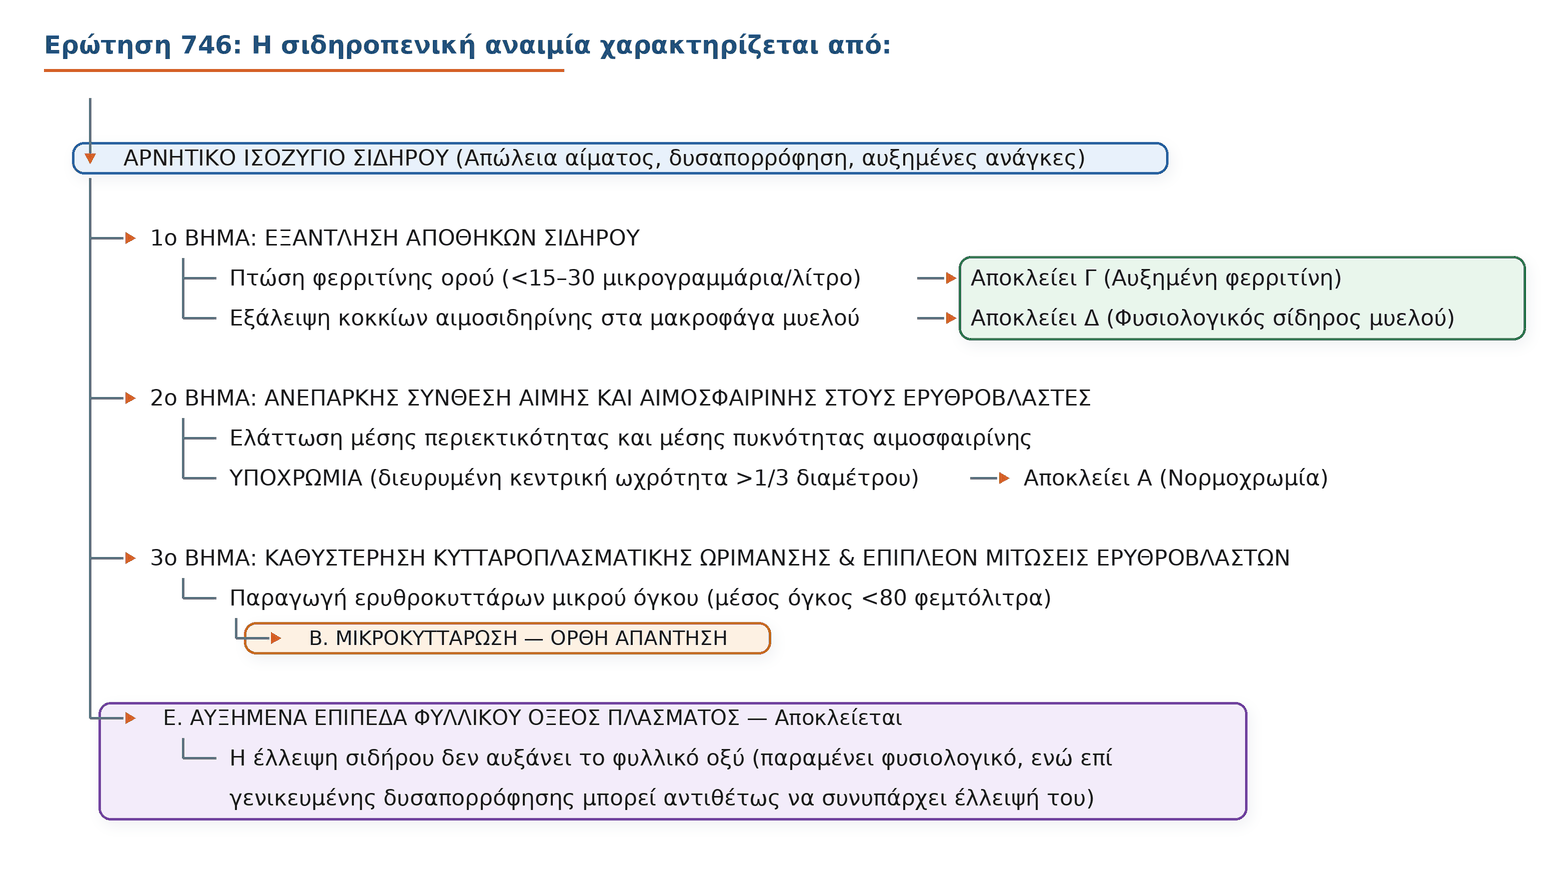 Ερώτηση 746: Η σιδηροπενική αναιμία χαρακτηρίζεται από:
ΑΡΝΗΤΙΚΟ ΙΣΟΖΥΓΙΟ ΣΙΔΗΡΟΥ (Απώλεια αίματος, δυσαπορρόφηση, αυξημένες ανάγκες)
1ο ΒΗΜΑ: ΕΞΑΝΤΛΗΣΗ ΑΠΟΘΗΚΩΝ ΣΙΔΗΡΟΥ
Πτώση φερριτίνης ορού (<15–30 μικρογραμμάρια/λίτρο) Αποκλείει Γ (Αυξημένη φερριτίνη)
Εξάλειψη κοκκίων αιμοσιδηρίνης στα μακροφάγα μυελού Αποκλείει Δ (Φυσιολογικός σίδηρος μυελού)
2ο ΒΗΜΑ: ΑΝΕΠΑΡΚΗΣ ΣΥΝΘΕΣΗ ΑΙΜΗΣ ΚΑΙ ΑΙΜΟΣΦΑΙΡΙΝΗΣ ΣΤΟΥΣ ΕΡΥΘΡΟΒΛΑΣΤΕΣ
Ελάττωση μέσης περιεκτικότητας και μέσης πυκνότητας αιμοσφαιρίνης
ΥΠΟΧΡΩΜΙΑ (διευρυμένη κεντρική ωχρότητα >1/3 διαμέτρου) Αποκλείει Α (Νορμοχρωμία)
3ο ΒΗΜΑ: ΚΑΘΥΣΤΕΡΗΣΗ ΚΥΤΤΑΡΟΠΛΑΣΜΑΤΙΚΗΣ ΩΡΙΜΑΝΣΗΣ & ΕΠΙΠΛΕΟΝ ΜΙΤΩΣΕΙΣ ΕΡΥΘΡΟΒΛΑΣΤΩΝ
Παραγωγή ερυθροκυττάρων μικρού όγκου (μέσος όγκος <80 φεμτόλιτρα)
Β. ΜΙΚΡΟΚΥΤΤΑΡΩΣΗ — ΟΡΘΗ ΑΠΑΝΤΗΣΗ
Ε. ΑΥΞΗΜΕΝΑ ΕΠΙΠΕΔΑ ΦΥΛΛΙΚΟΥ ΟΞΕΟΣ ΠΛΑΣΜΑΤΟΣ — Αποκλείεται
Η έλλειψη σιδήρου δεν αυξάνει το φυλλικό οξύ (παραμένει φυσιολογικό, ενώ επί
γενικευμένης δυσαπορρόφησης μπορεί αντιθέτως να συνυπάρχει έλλειψή του)